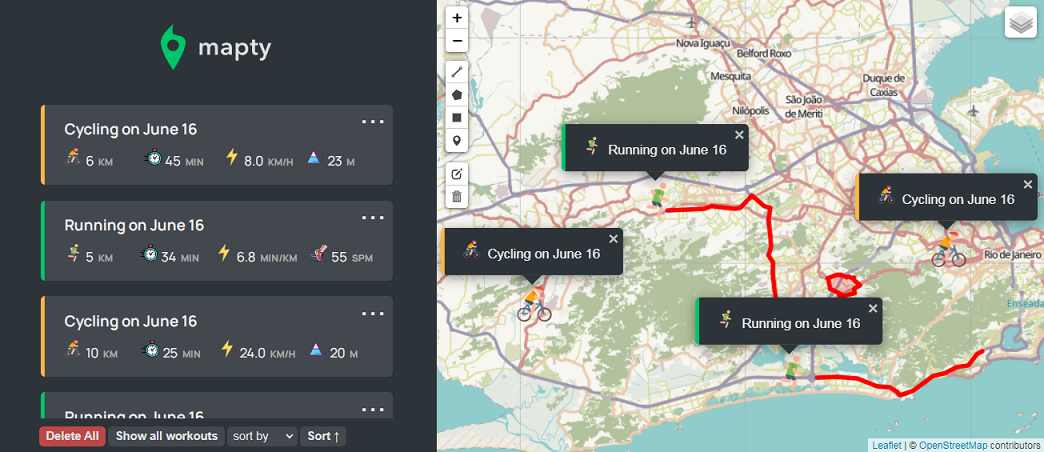 mapty
Cycling on June 16
6 KM 45 MIN 8.0 KM/H 23 M
Running on June 16
5 KM 34 MIN 6.8 MIN/KM 55 SPM
Cycling on June 16
10 KM 25 MIN 24.0 KM/H 20 M
Running on June 16
Delete All Show all workouts sort by Sort ↑
+
−
Nova Iguaçu
Belford Roxo
Mesquita
Duque de
Caxias
Nilópolis
São João
de Meriti
Running on June 16 ×
Cycling on June 16 ×
Cycling on June 16 ×
Rio de Janeiro
Enseada
Running on June 16 ×
Leaflet | © OpenStreetMap contributors